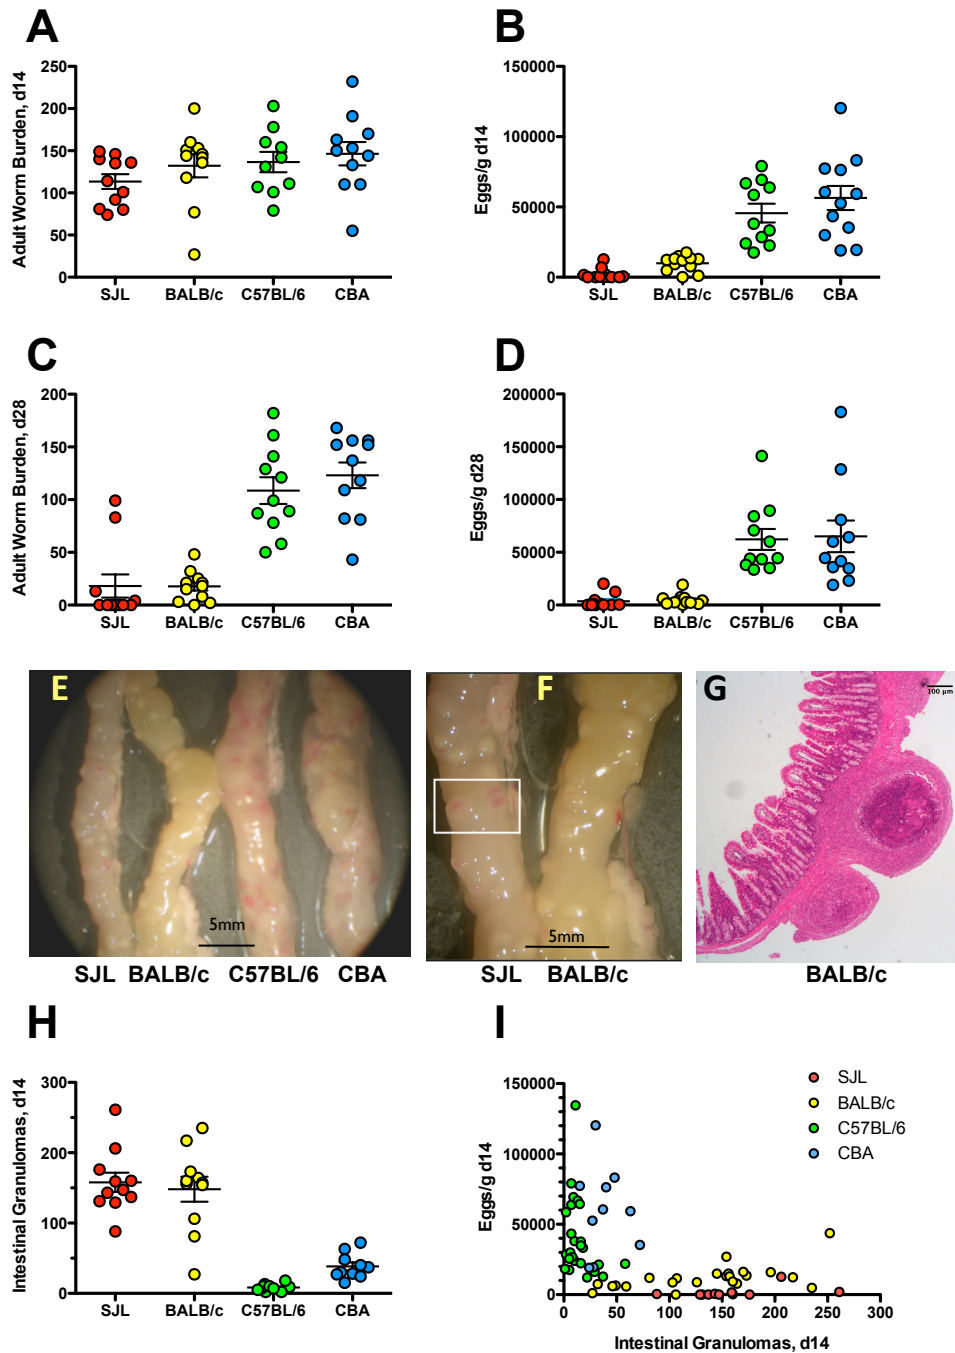 A
Adult Worm Burden, d14
250
200
150
100
50
0
SJL BALB/c C57BL/6 CBA
B
Eggs/g d14
150000
100000
50000
0
SJL BALB/c C57BL/6 CBA
C
Adult Worm Burden, d28
200
150
100
50
0
SJL BALB/c C57BL/6 CBA
D
Eggs/g d28
200000
150000
100000
50000
0
SJL BALB/c C57BL/6 CBA
E
5mm
SJL BALB/c C57BL/6 CBA
F
5mm
SJL BALB/c
G
100 µm
BALB/c
H
Intestinal Granulomas, d14
300
200
100
0
SJL BALB/c C57BL/6 CBA
I
SJL
BALB/c
C57BL/6
CBA
Eggs/g d14
150000
100000
50000
0
0 50 100 150 200 250 300
Intestinal Granulomas, d14